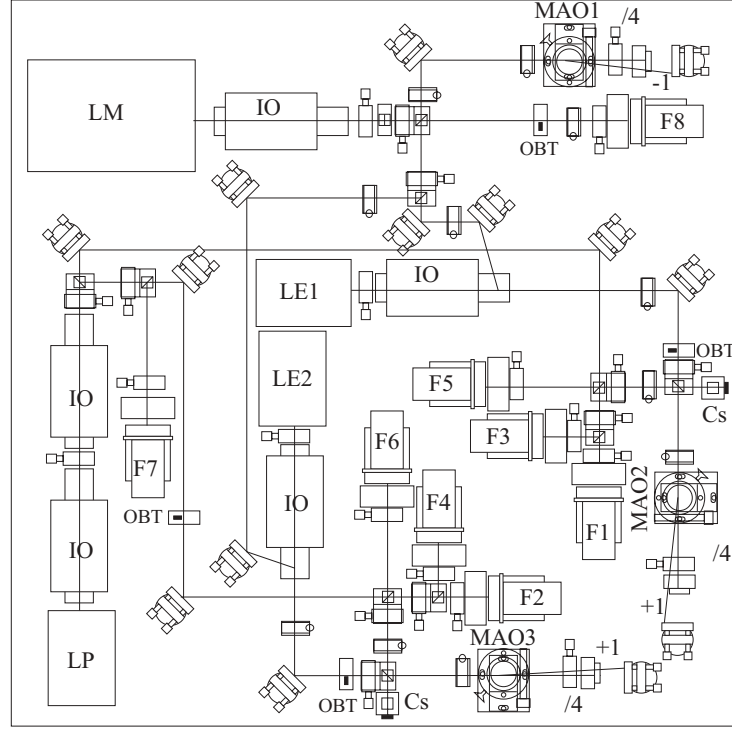 MAO1
/4
LM
IO
-1
F8
OBT
LE1
IO
OBT
LE2
F5
Cs
IO
F3
F6
F7
MAO2
F4
IO
F1
OBT
/4
IO
+1
F2
LP
MAO3
+1
OBT
Cs
/4